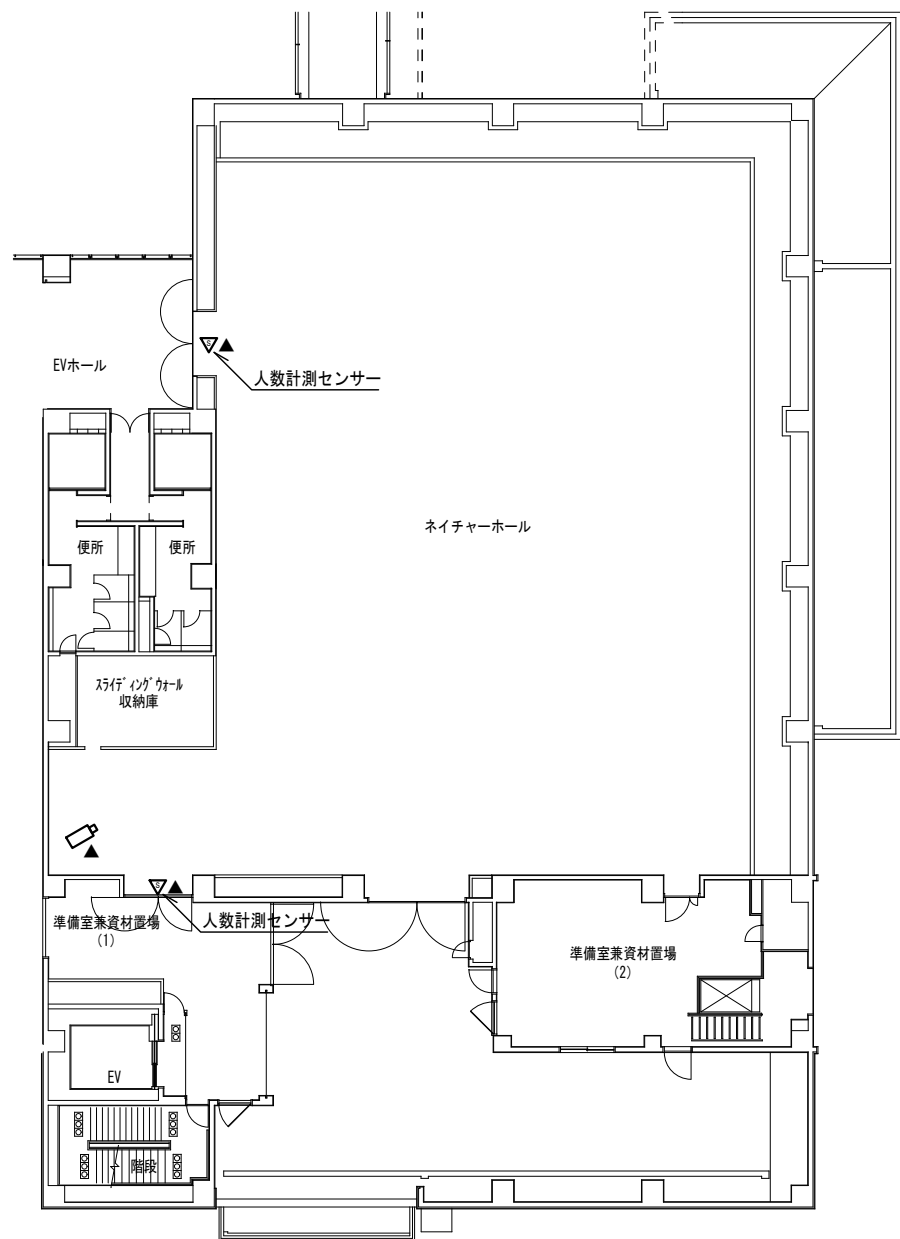 S
EVホール
人数計測センサー
ネイチャーホール
便所
便所
スライディングウォール
収納庫
S
人数計測センサー
準備室兼資材置場
(1)
準備室兼資材置場
(2)
EV
階段